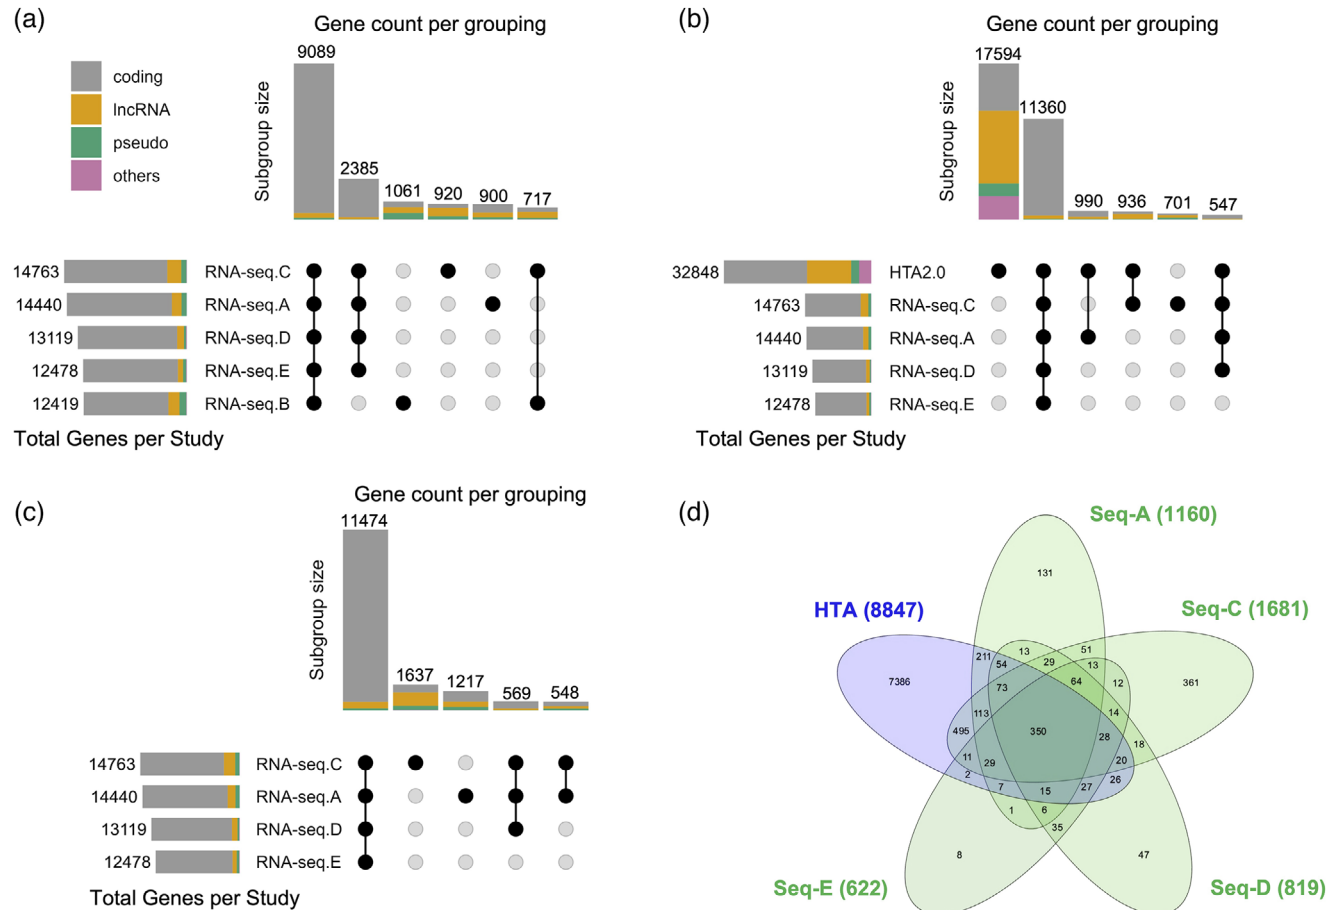 (a)
Gene count per grouping
9089
2385
1061
920
900
717
Subgroup size
coding
lncRNA
pseudo
others
14763 RNA-seq.C
14440 RNA-seq.A
13119 RNA-seq.D
12478 RNA-seq.E
12419 RNA-seq.B
Total Genes per Study
(b)
Gene count per grouping
17594
11360
990
936
701
547
Subgroup size
32848 HTA2.0
14763 RNA-seq.C
14440 RNA-seq.A
13119 RNA-seq.D
12478 RNA-seq.E
Total Genes per Study
(c)
Gene count per grouping
11474
1637
1217
569
548
Subgroup size
14763 RNA-seq.C
14440 RNA-seq.A
13119 RNA-seq.D
12478 RNA-seq.E
Total Genes per Study
(d)
Seq-A (1160)
HTA (8847)
Seq-C (1681)
Seq-E (622)
Seq-D (819)
131
13 51
211 54 29 13
7386 73 64 12 361
113 14
495 350 28 18
11 29 20
2 7 15 27 26
1 6
35
8 47